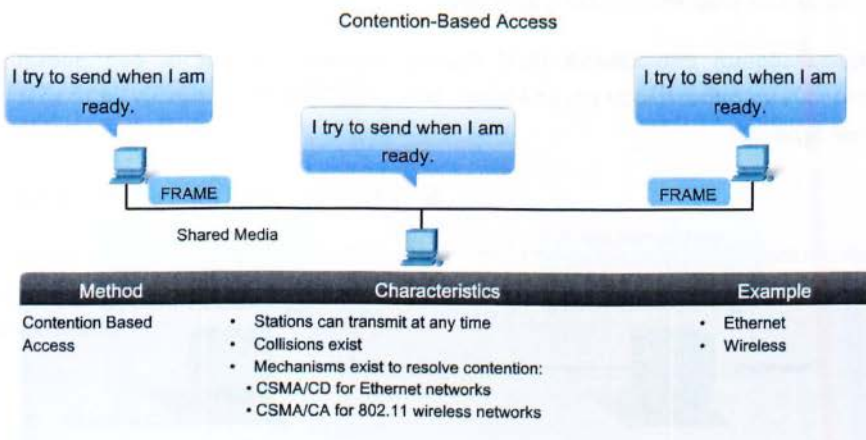 Contention-Based Access
I try to send when I am
ready.
I try to send when I am
ready.
I try to send when I am
ready.
FRAME
FRAME
Shared Media
Method Characteristics Example
Contention Based
Access
• Stations can transmit at any time
• Collisions exist
• Mechanisms exist to resolve contention:
• CSMA/CD for Ethernet networks
• CSMA/CA for 802.11 wireless networks
• Ethernet
• Wireless